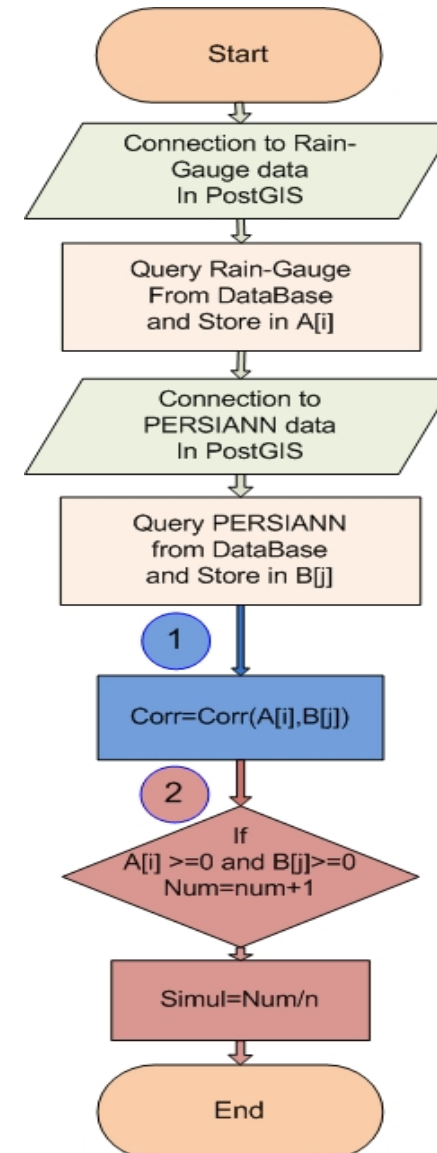 Start
Connection to Rain-
Gauge data
In PostGIS
Query Rain-Gauge
From DataBase
and Store in A[i]
Connection to
PERSIANN data
In PostGIS
Query PERSIANN
from DataBase
and Store in B[j]
1
Corr=Corr(A[i],B[j])
2
If
A[i] >=0 and B[j]>=0
Num=num+1
Simul=Num/n
End